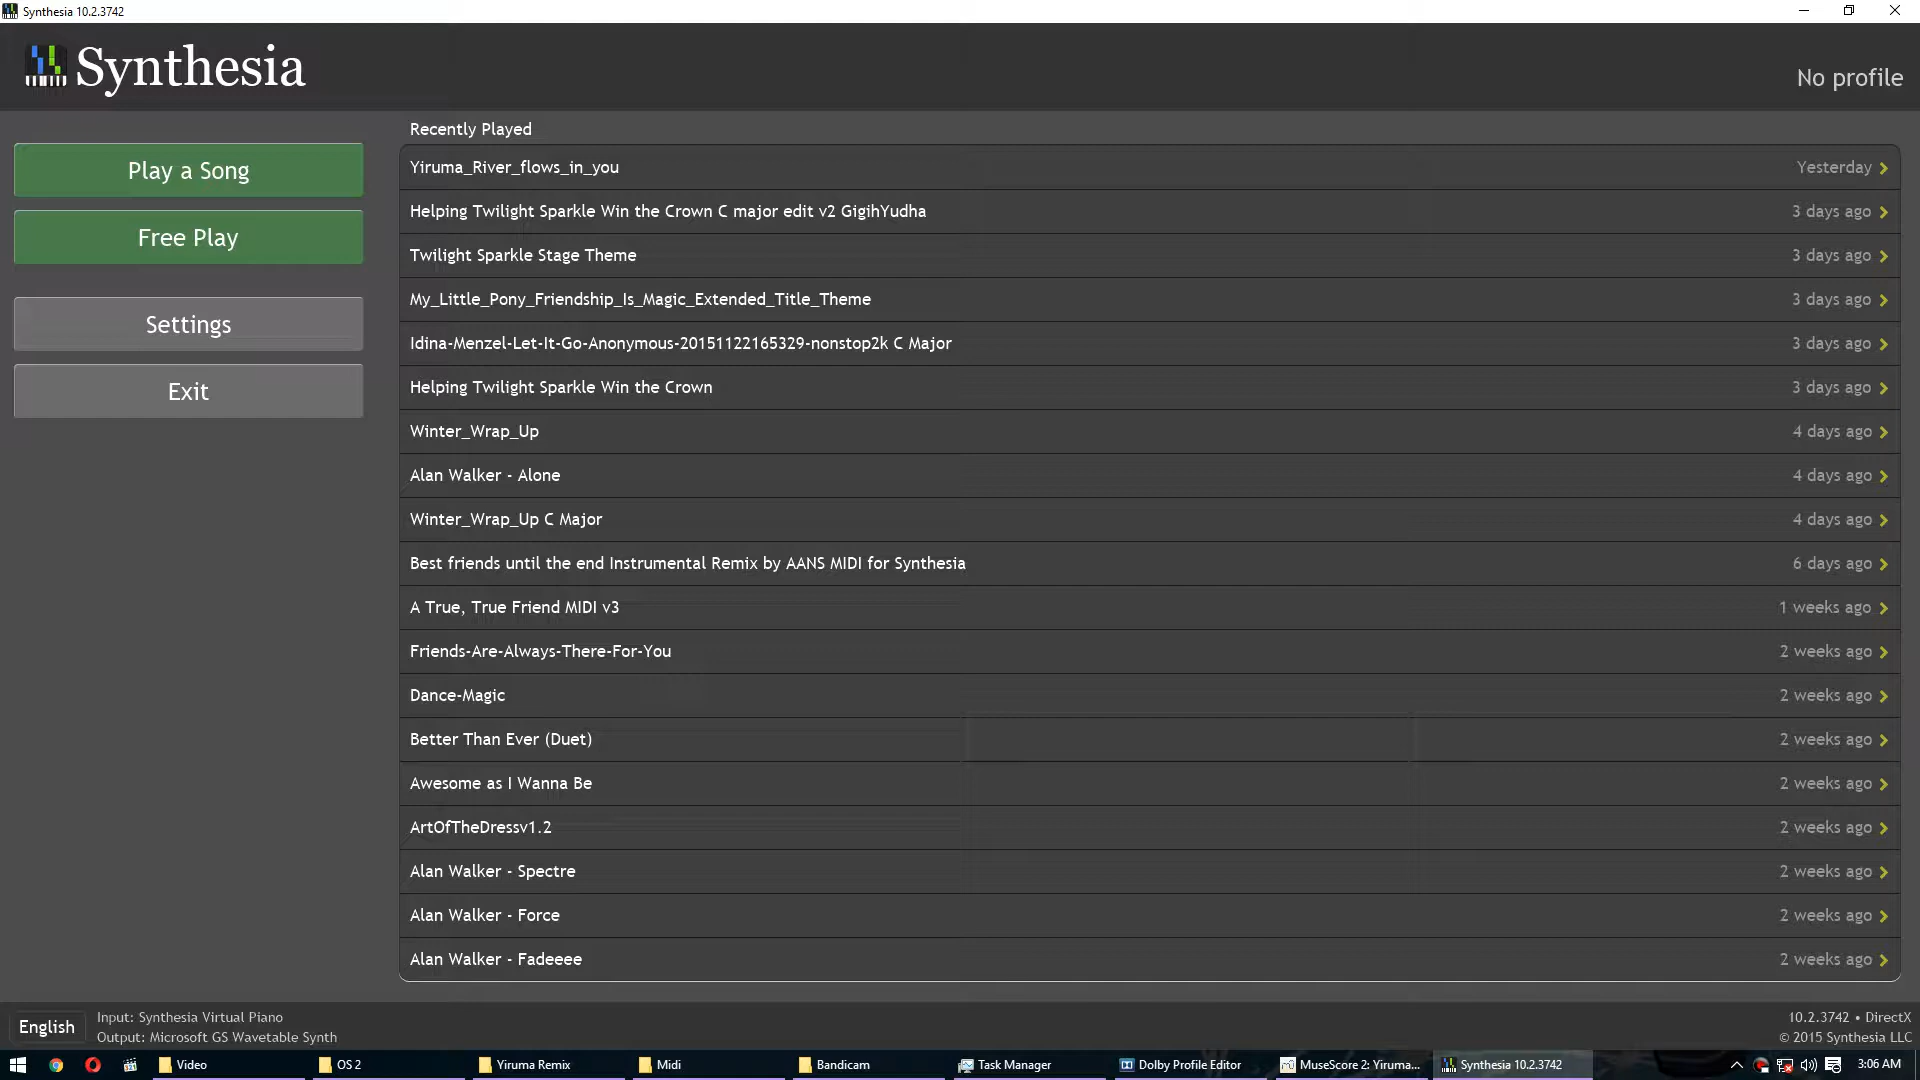 Synthesia 10.2.3742
Synthesia
No profile
Play a Song
Free Play
Settings
Exit
Recently Played
Yiruma_River_flows_in_you Yesterday
Helping Twilight Sparkle Win the Crown C major edit v2 GigihYudha 3 days ago
Twilight Sparkle Stage Theme 3 days ago
My_Little_Pony_Friendship_Is_Magic_Extended_Title_Theme 3 days ago
Idina-Menzel-Let-It-Go-Anonymous-20151122165329-nonstop2k C Major 3 days ago
Helping Twilight Sparkle Win the Crown 3 days ago
Winter_Wrap_Up 4 days ago
Alan Walker - Alone 4 days ago
Winter_Wrap_Up C Major 4 days ago
Best friends until the end Instrumental Remix by AANS MIDI for Synthesia 6 days ago
A True, True Friend MIDI v3 1 weeks ago
Friends-Are-Always-There-For-You 2 weeks ago
Dance-Magic 2 weeks ago
Better Than Ever (Duet) 2 weeks ago
Awesome as I Wanna Be 2 weeks ago
ArtOfTheDressv1.2 2 weeks ago
Alan Walker - Spectre 2 weeks ago
Alan Walker - Force 2 weeks ago
Alan Walker - Fadeeee 2 weeks ago
English
Input: Synthesia Virtual Piano
Output: Microsoft GS Wavetable Synth
10.2.3742 • DirectX
© 2015 Synthesia LLC
Video
OS 2
Yiruma Remix
Midi
Bandicam
Task Manager
Dolby Profile Editor
MuseScore 2: Yiruma...
Synthesia 10.2.3742
3:06 AM